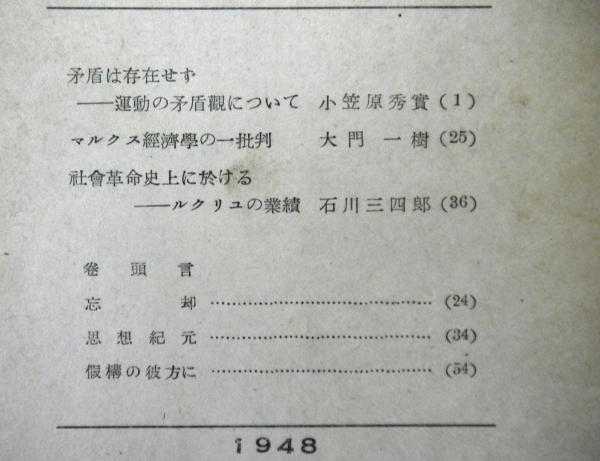 矛盾は存在せず
——運動の矛盾觀について 小笠原秀實 (1)
マルクス經濟學の一批判 大門一樹 (25)
社會革命史上に於ける
——ルクリユの業績 石川三四郎 (36)
卷頭言
忘却 …………………………………… (24)
思想紀元 …………………………………… (34)
假構の彼方に …………………………………… (54)
1948